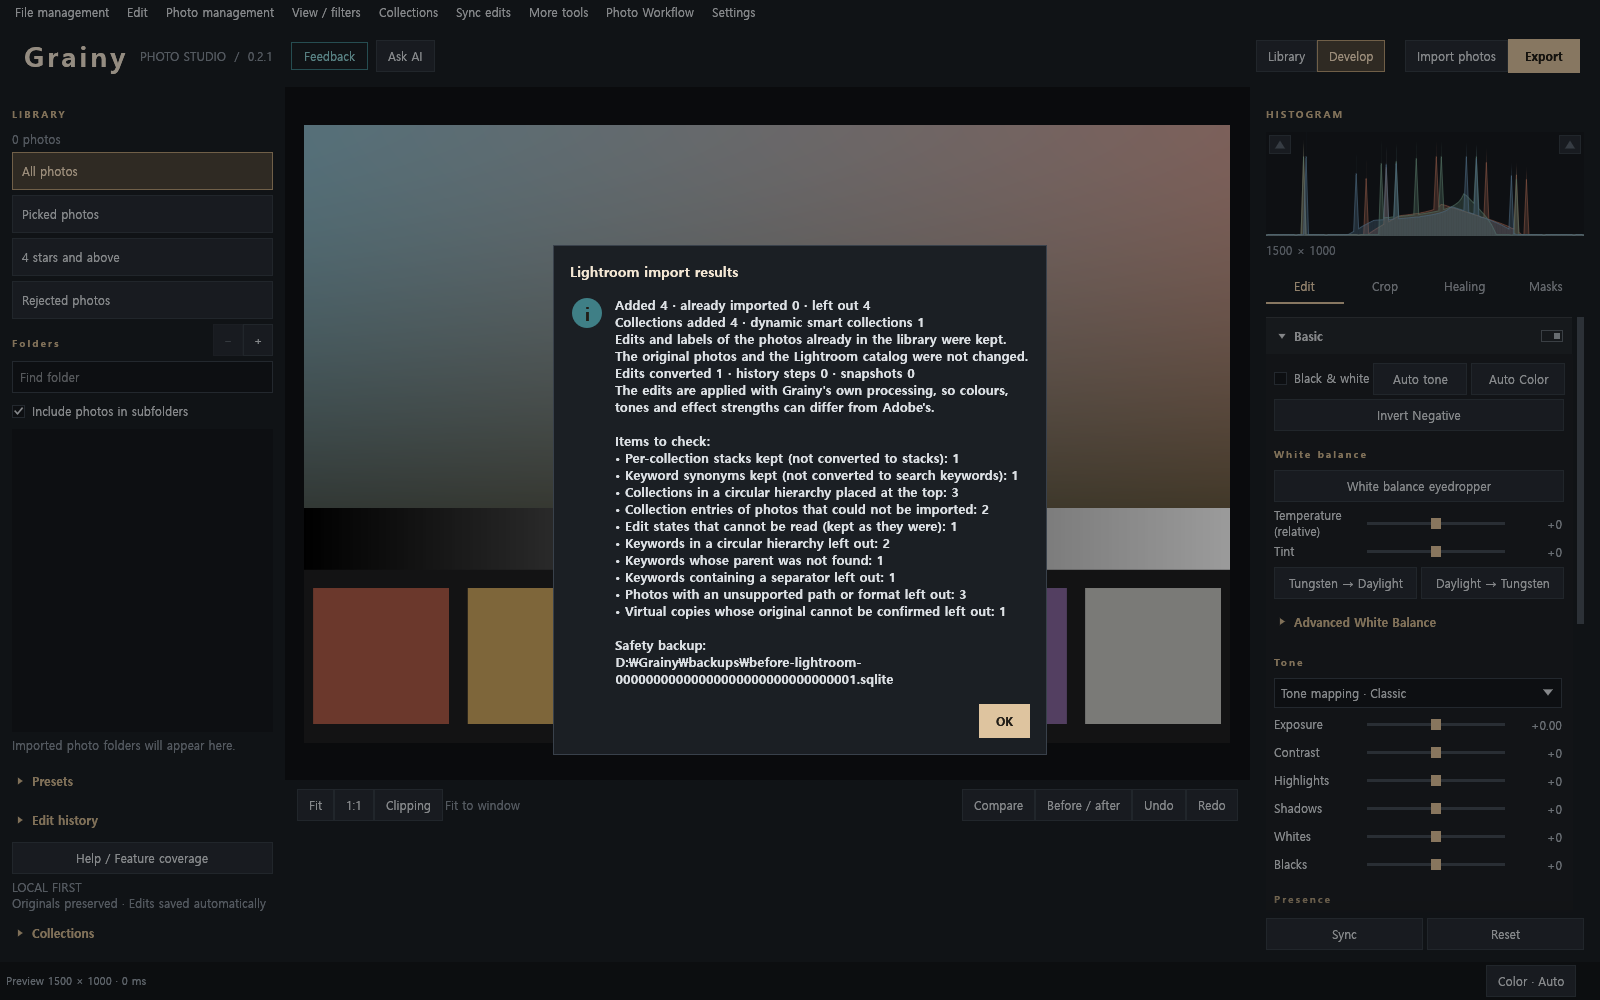 File management Edit Photo management View / filters Collections Sync edits More tools Photo Workflow Settings
Grainy PHOTO STUDIO / 0.2.1 Feedback Ask AI Library Develop Import photos Export
LIBRARY
0 photos
All photos
Picked photos
4 stars and above
Rejected photos
Folders - +
Find folder
Include photos in subfolders
Imported photo folders will appear here.
Presets
Edit history
Help / Feature coverage
LOCAL FIRST
Originals preserved · Edits saved automatically
Collections
Lightroom import results
Added 4 · already imported 0 · left out 4
Collections added 4 · dynamic smart collections 1
Edits and labels of the photos already in the library were kept.
The original photos and the Lightroom catalog were not changed.
Edits converted 1 · history steps 0 · snapshots 0
The edits are applied with Grainy's own processing, so colours,
tones and effect strengths can differ from Adobe's.
Items to check:
• Per-collection stacks kept (not converted to stacks): 1
• Keyword synonyms kept (not converted to search keywords): 1
• Collections in a circular hierarchy placed at the top: 3
• Collection entries of photos that could not be imported: 2
• Edit states that cannot be read (kept as they were): 1
• Keywords in a circular hierarchy left out: 2
• Keywords whose parent was not found: 1
• Keywords containing a separator left out: 1
• Photos with an unsupported path or format left out: 3
• Virtual copies whose original cannot be confirmed left out: 1
Safety backup:
D:₩Grainy₩backups₩before-lightroom-
00000000000000000000000000000001.sqlite
OK
Fit 1:1 Clipping Fit to window Compare Before / after Undo Redo
HISTOGRAM
1500 × 1000
Edit Crop Healing Masks
Basic
Black & white Auto tone Auto Color
Invert Negative
White balance
White balance eyedropper
Temperature
(relative) +0
Tint +0
Tungsten → Daylight Daylight → Tungsten
Advanced White Balance
Tone
Tone mapping · Classic
Exposure +0.00
Contrast +0
Highlights +0
Shadows +0
Whites +0
Blacks +0
Presence
Sync Reset
Preview 1500 × 1000 · 0 ms Color · Auto